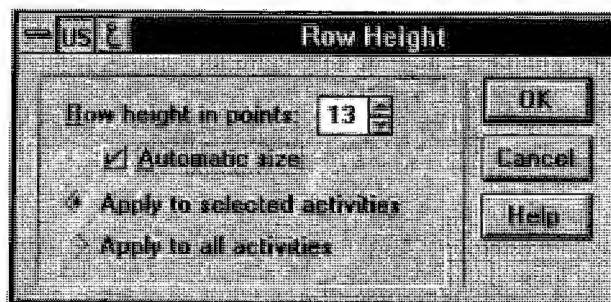 US Row Height
Row height in points: 13
Automatic size
Apply to selected activities
Apply to all activities
OK
Cancel
Help